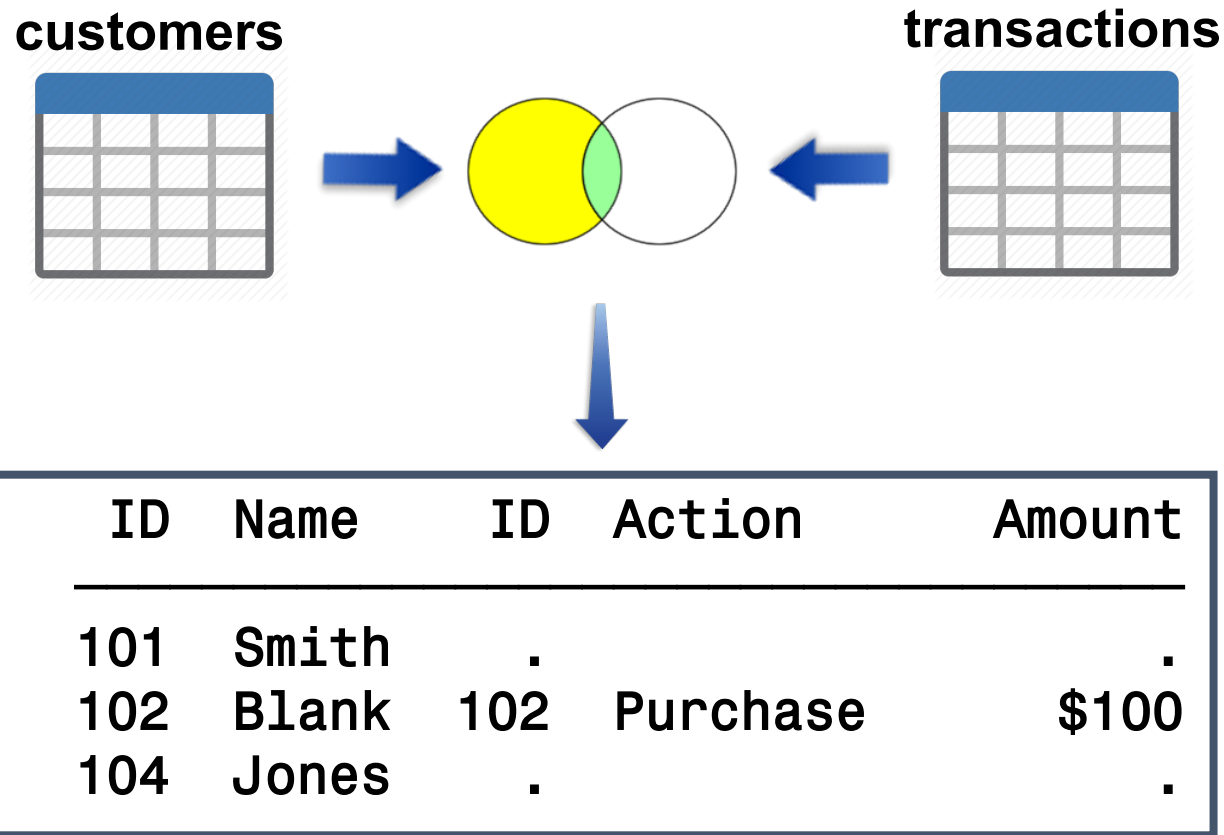 customers
transactions
ID Name ID Action Amount
101 Smith . .
102 Blank 102 Purchase $100
104 Jones . .